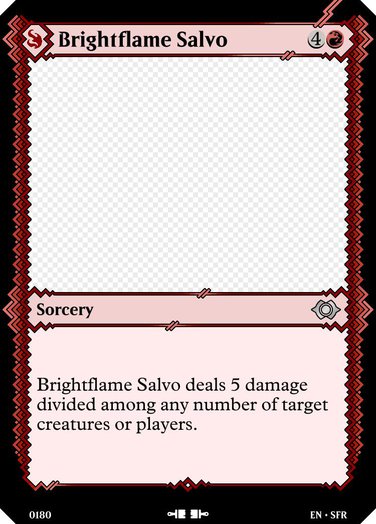 Brightflame Salvo 4
Sorcery
Brightflame Salvo deals 5 damage
divided among any number of target
creatures or players.
0180 EN • SFR